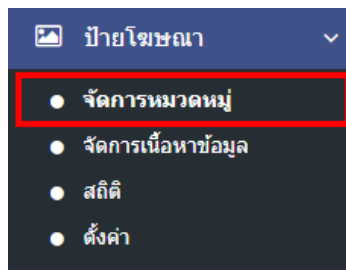 ป้ายโฆษณา
จัดการหมวดหมู่
จัดการเนื้อหาข้อมูล
สถิติ
ตั้งค่า